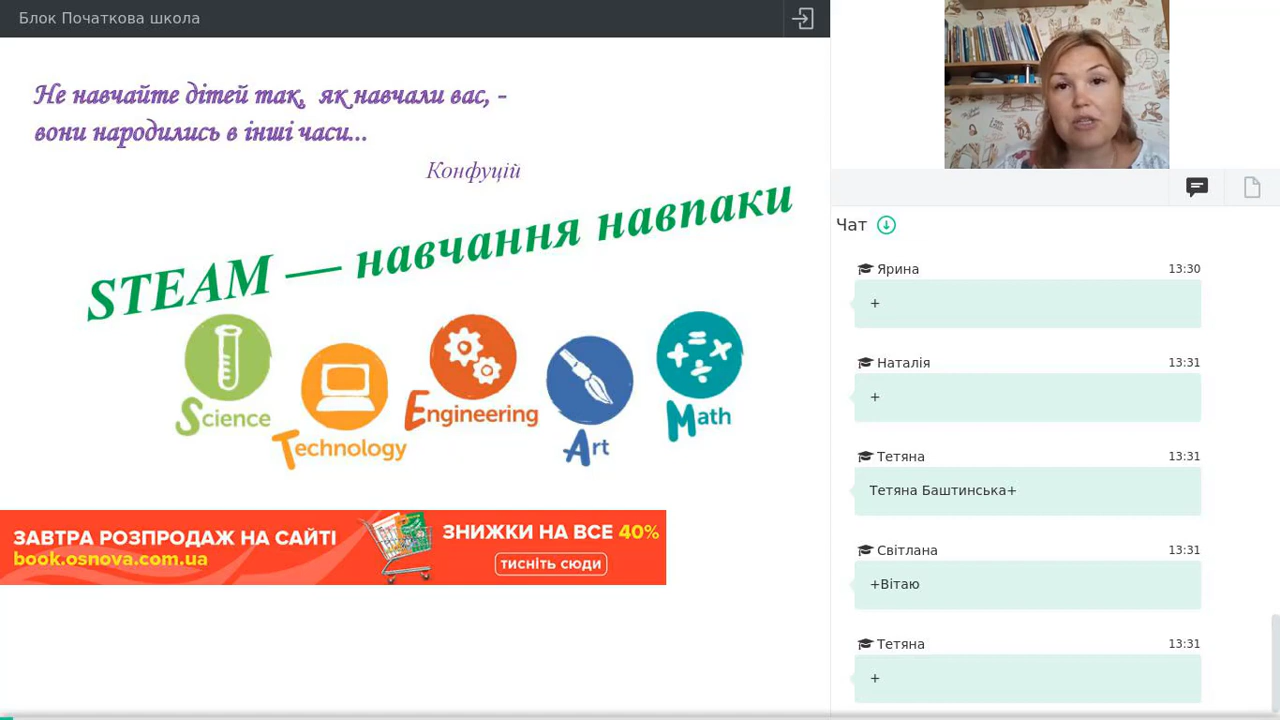 Блок Початкова школа
Не навчайте дітей так, як навчали вас, -
вони народились в інші часи...
Конфуцій
STEAM — навчання навпаки
Science
Technology
Engineering
Art
Math
ЗАВТРА РОЗПРОДАЖ НА САЙТІ
book.osnova.com.ua
ЗНИЖКИ НА ВСЕ 40%
тисніть сюди
Чат
Ярина 13:30
+
Наталія 13:31
+
Тетяна 13:31
Тетяна Баштинська+
Світлана 13:31
+Вітаю
Тетяна 13:31
+